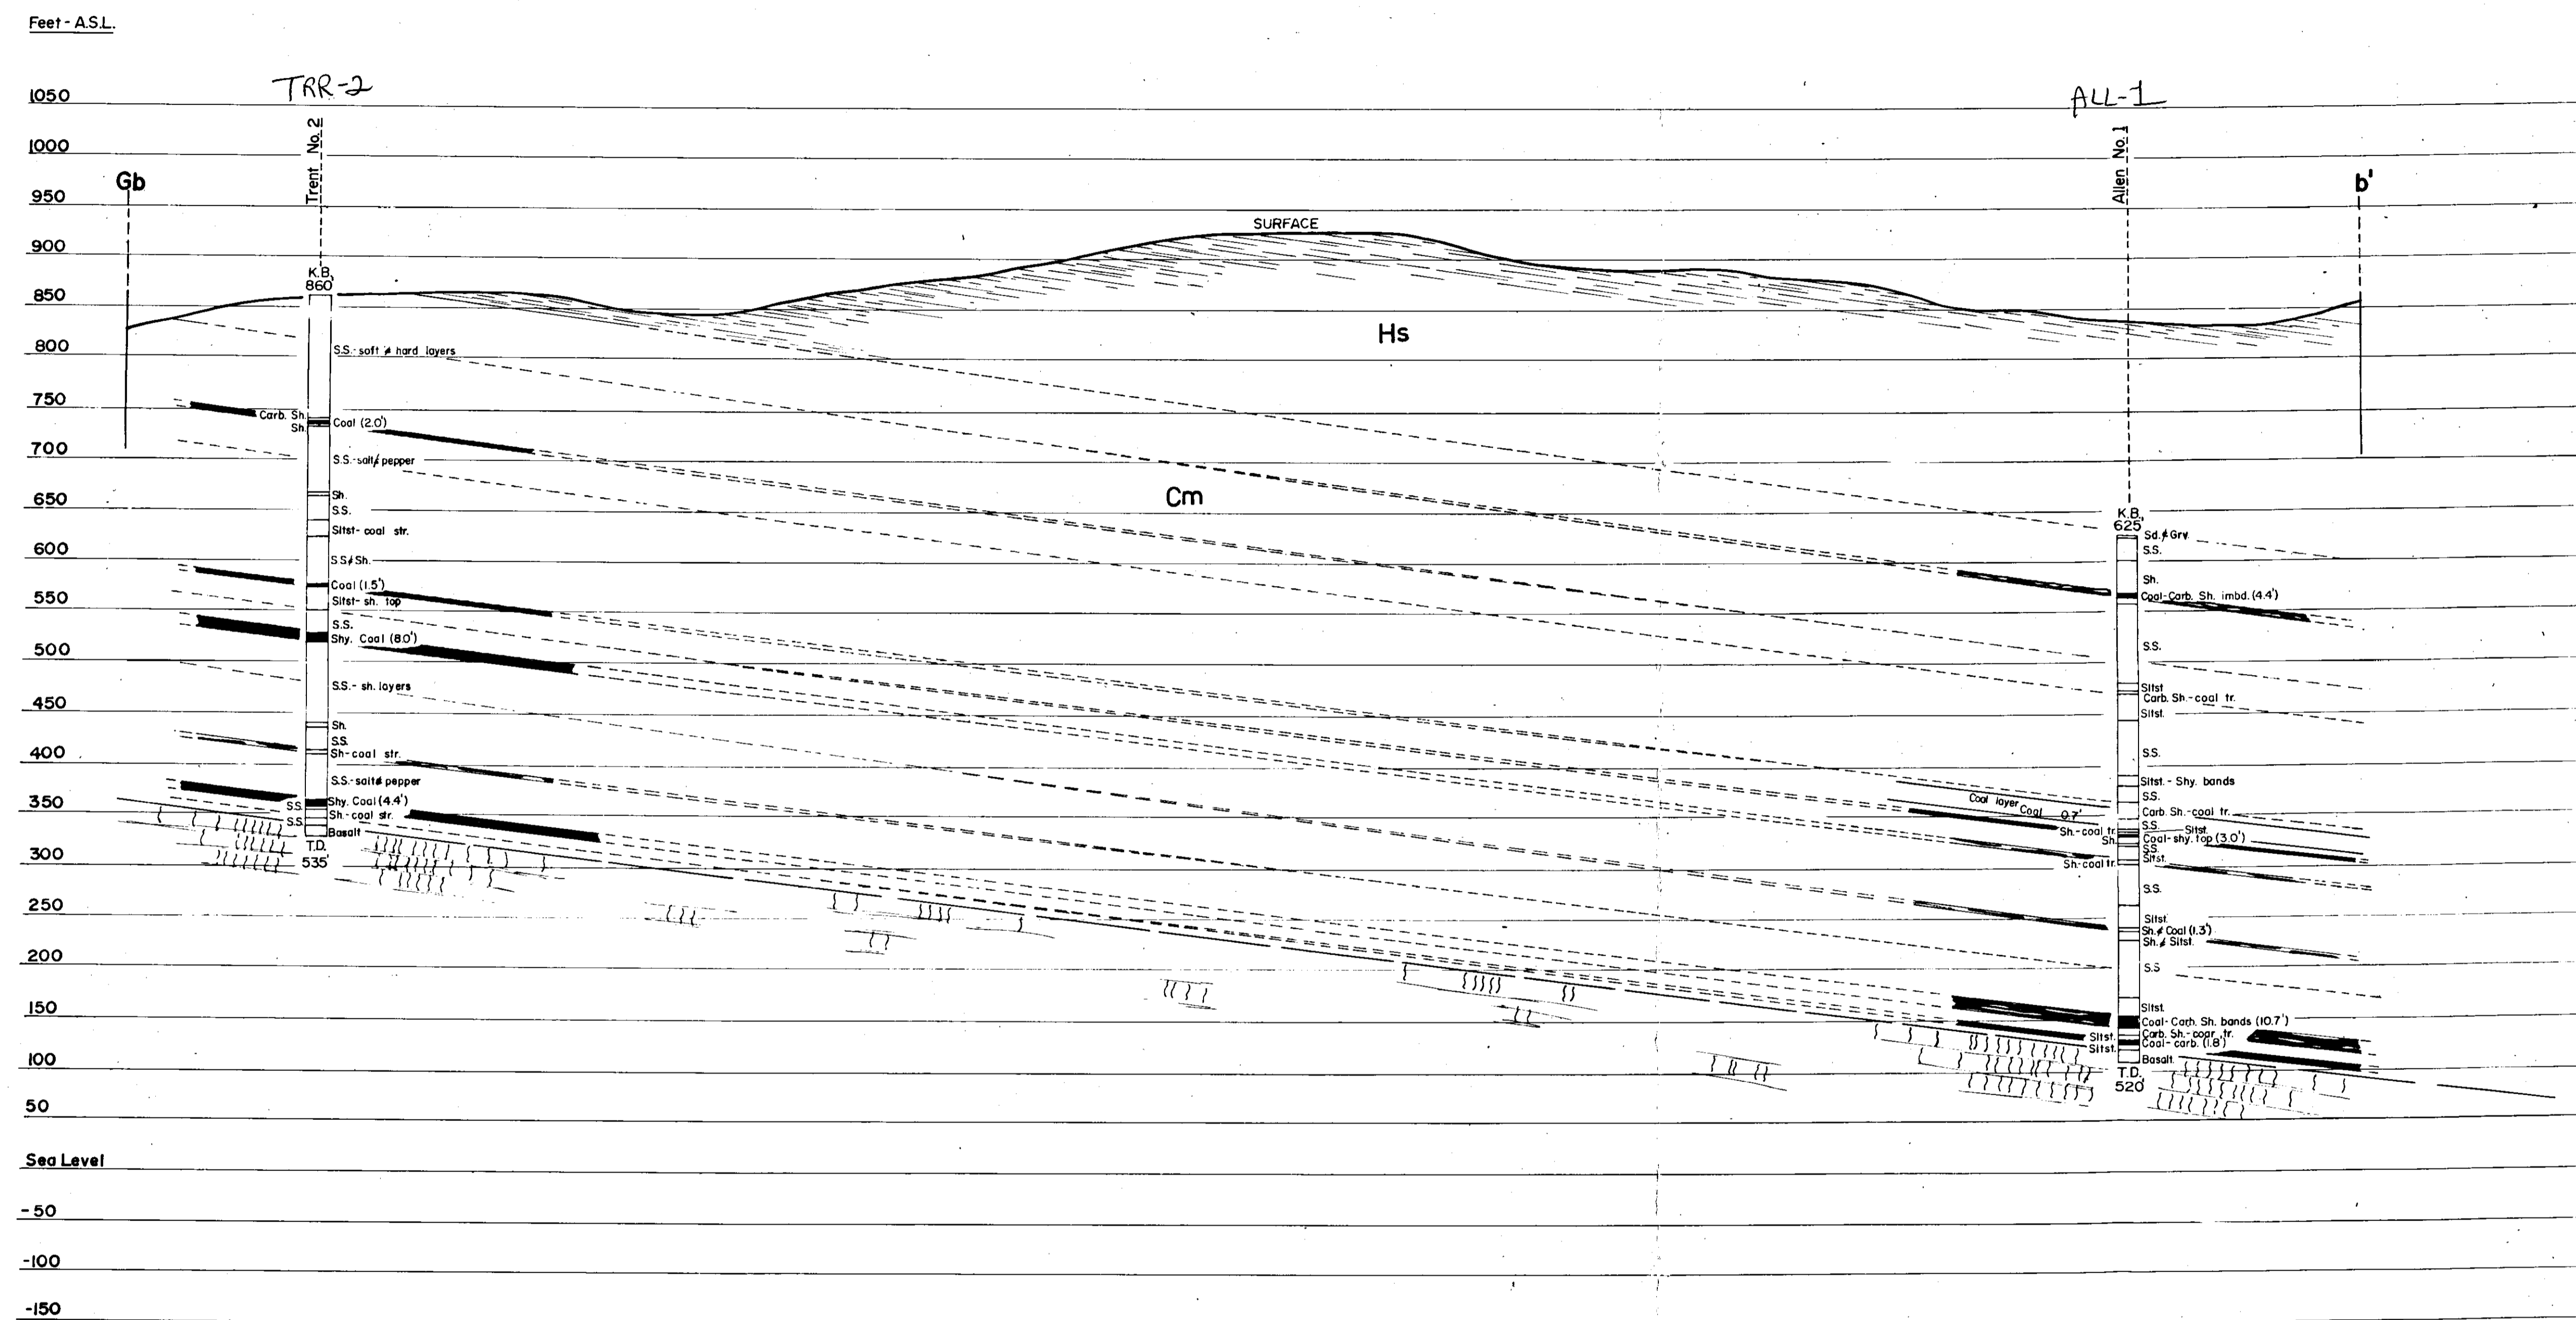 Feet - A.S.L.
TRR-2
ALL-1
1050
1000
950
900
850
800
750
700
650
600
550
500
450
400
350
300
250
200
150
100
50
Sea Level
- 50
-100
-150
Gb
Trent No. 2
Allen No. 1
b'
SURFACE
Hs
Cm
K.B.
860'
S.S.-soft & hard layers
Carb. Sh.
Sh.
Coal (2.0')
S.S.-salt & pepper
Sh.
S.S.
Sltst-coal str.
S.S & Sh.
Coal (1.5')
Sltst-sh. top
S.S.
Shy. Coal (8.0')
S.S.- sh. layers
Sh.
S.S.
Sh-coal str.
S.S.-salt & pepper
Shy. Coal (4.4')
S.S.
Sh.-coal str.
S.S.
Basalt
T.D.
535'
K.B.
625'
Sd. & Grv.
S.S.
Sh.
Coal-Carb. Sh. imbd. (4.4')
S.S.
Sltst
Carb. Sh.-coal tr.
Sltst.
S.S.
Sltst.- Shy bands
S.S.
Coal layer
Coal 0.7'
Carb. Sh.-coal tr.
S.S.
Sh.-coal tr.
Sltst.
Sh.
Coal-shy. top (3.0')
S.S.
Sltst.
Sh-coal tr.
S.S.
Sltst.
Sh. & Coal (1.3')
Sh. & Sltst.
S.S
Sltst.
Coal-Carb. Sh. bands (10.7')
Carb. Sh.-coal tr.
Sltst.
Coal-carb. (1.8')
Sltst.
Basalt.
T.D.
520'